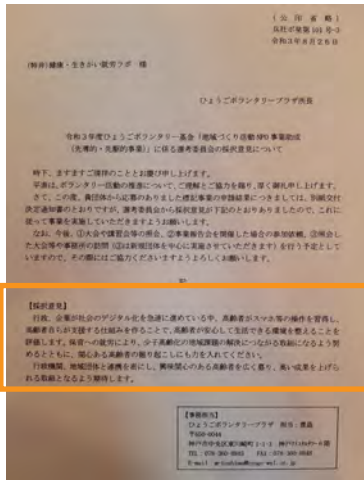 （公印省略）
兵社ボ第第101号-3
令和3年8月26日
(特非)健康・生きがい就労ラボ 様
ひょうごボランタリープラザ所長
令和3年度ひょうごボランタリー基金「地域づくり活動NPO事業助成
（先導的・先駆的事業）」に係る選考委員会の採択意見について
時下、ますますご清祥のこととお慶び申し上げます。
平素は、ボランタリー活動の推進について、ご理解とご協力を賜り、厚く御礼申し上げます。
さて、この度、貴団体から応募のありました標記事業の申請結果につきましては、別紙交付
決定通知書のとおりですが、選考委員会から採択意見が下記のとおりありましたので、これに
従って事業を実施していただきますようお願いします。
なお、今後、①大会や講習会等の照会、②事業報告会を開催した場合の参加依頼、③照会し
た大会等や事務所の訪問（③は新規団体を中心に実施させていただきます）を行う予定として
いますので、その際にはご協力くださいますようよろしくお願いします。
記
【採択意見】
行政、企業が社会のデジタル化を急速に進めている中、高齢者がスマホ等の操作を習得し、
高齢者自らが支援する仕組みを作ることで、高齢者が安心して生活できる環境を整えることを
評価します。保育への就労により、少子高齢化の地域課題の解決につながる取組になるよう努
めるとともに、関心ある高齢者の掘り起こしにも力を入れてください。
行政機関、地域団体と連携を密にし、興味関心のある高齢者を広く募り、高い成果を上げら
れる取組となるよう期待します。
【事務担当】
ひょうごボランタリープラザ 担当：豊島
〒650-0044
神戸市中央区東川崎町1-1-3 神戸クリスタルタワー6階
TEL：078-360-8845 FAX：078-360-8848